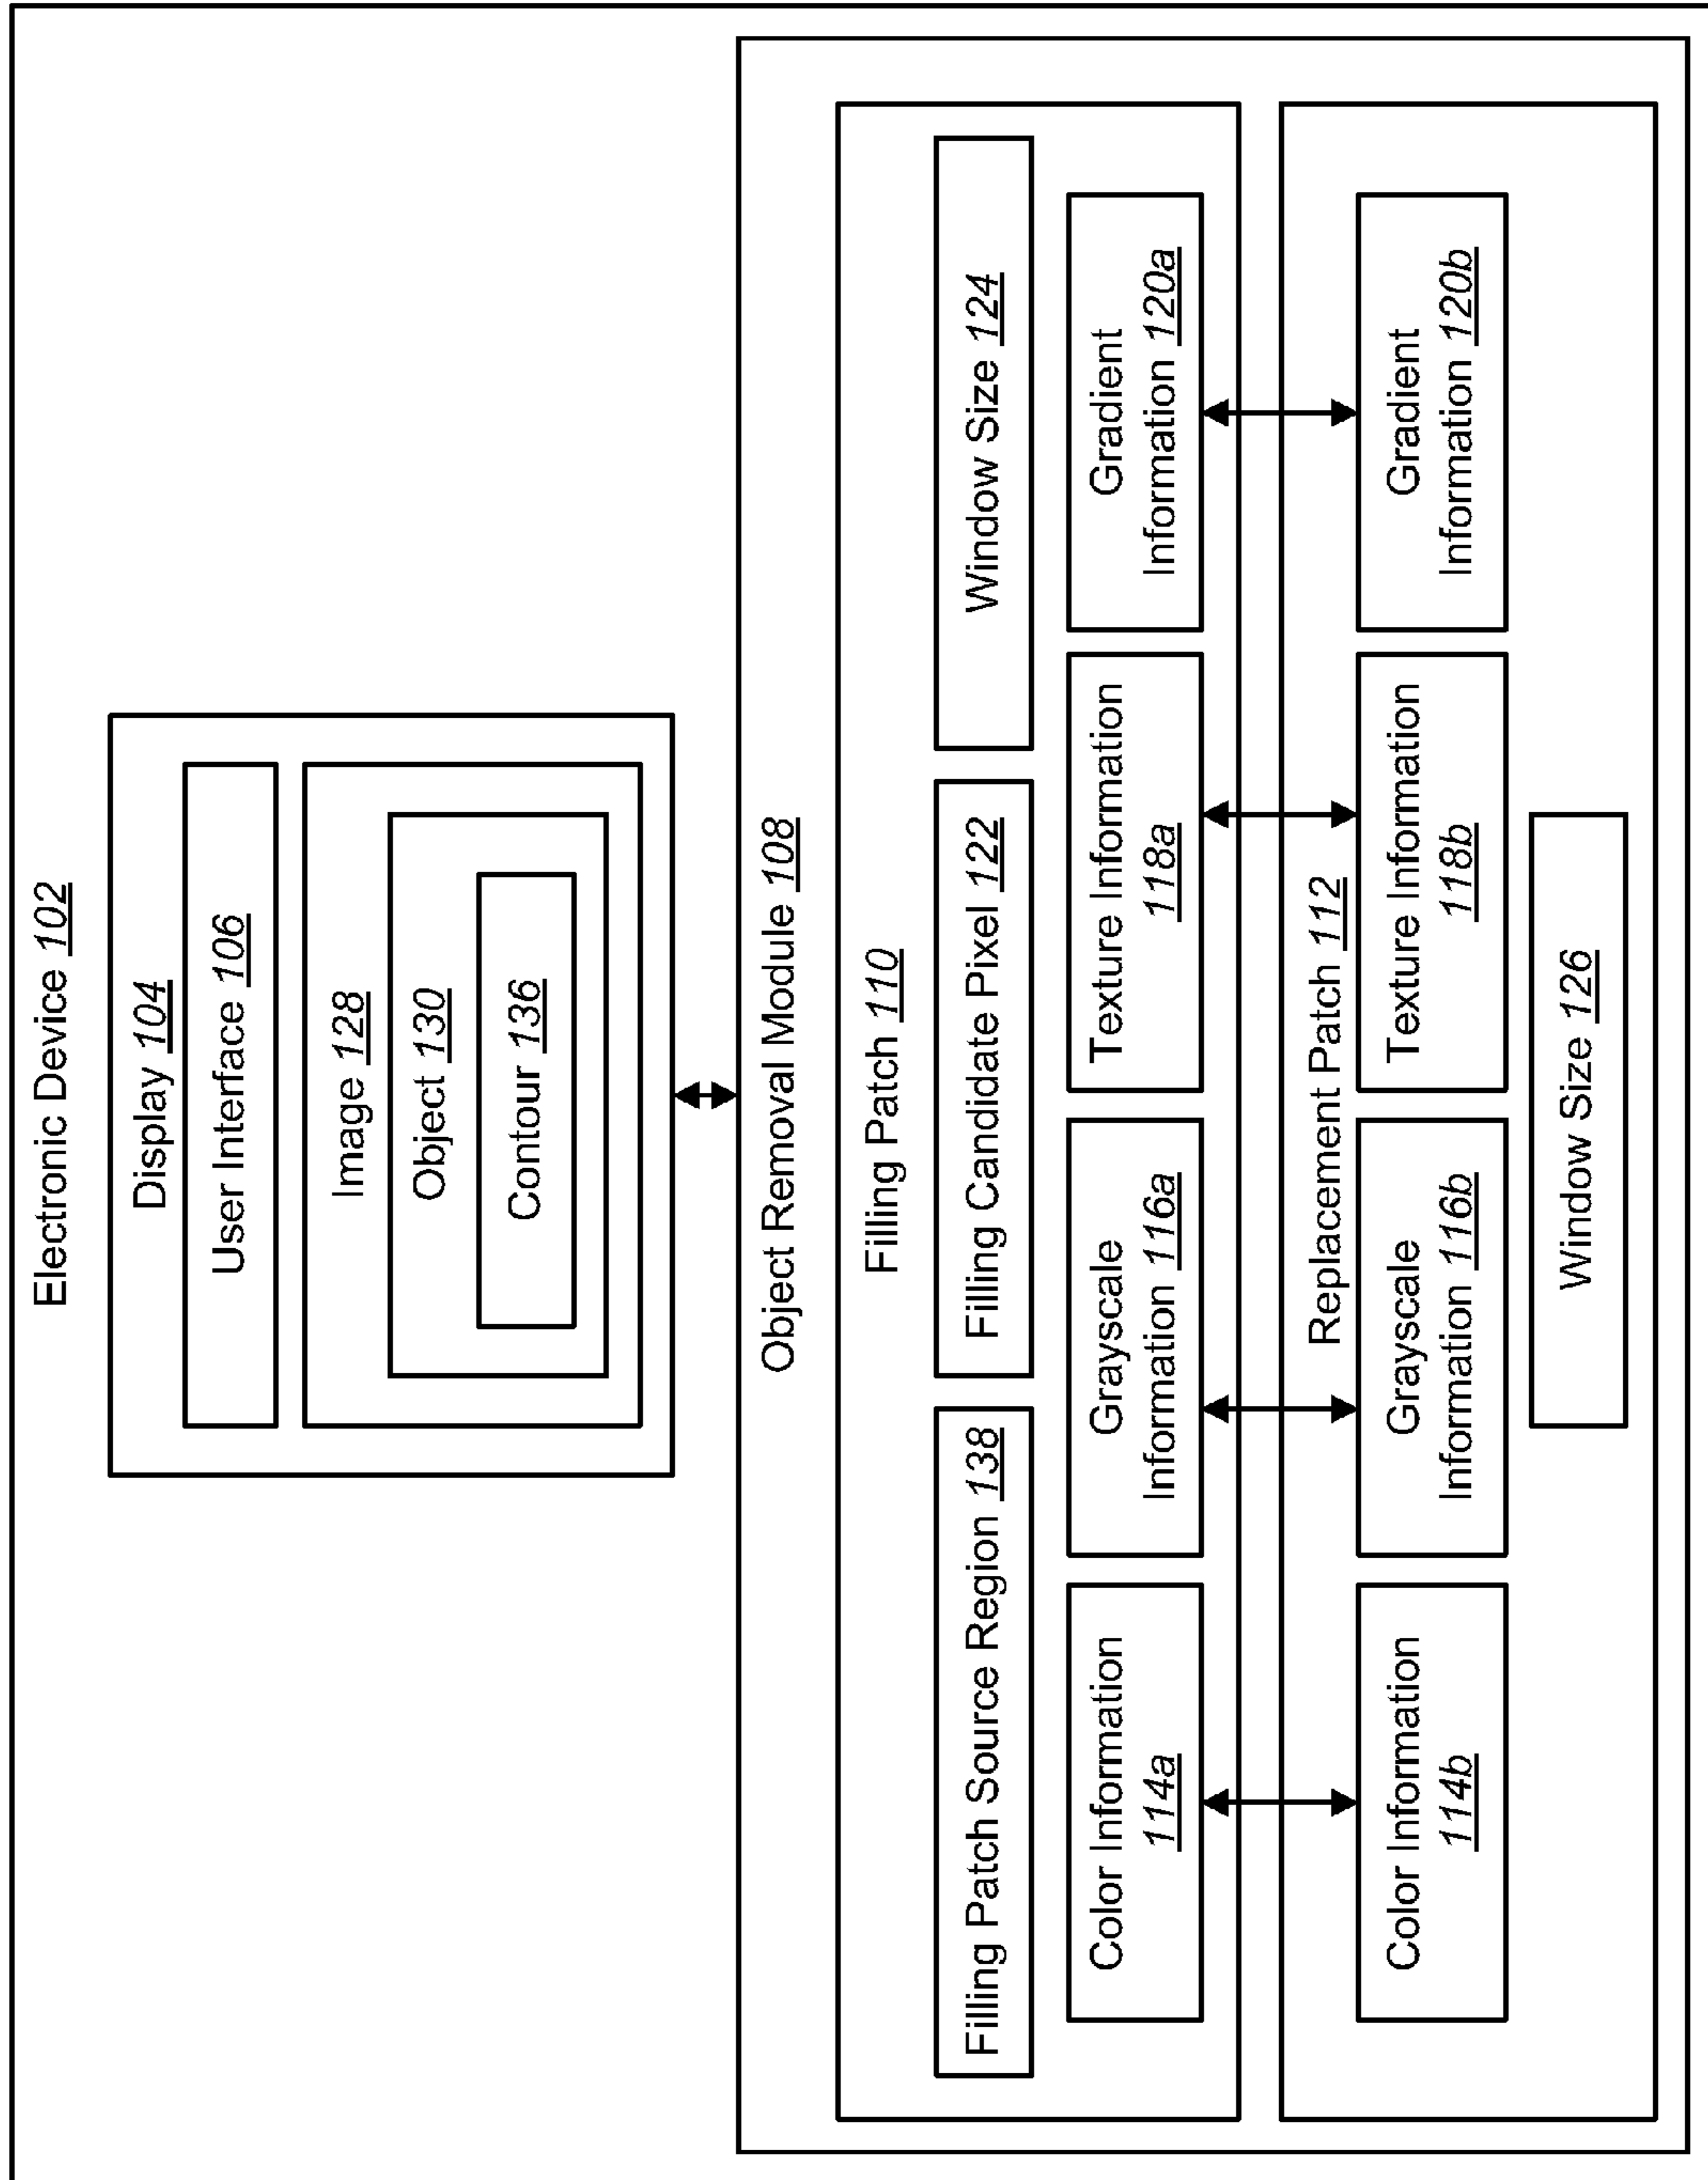 Electronic Device 102
Display 104
User Interface 106
Image 128
Object 130
Contour 136
Object Removal Module 108
Filling Patch 110
Filling Patch Source Region 138
Filling Candidate Pixel 122
Window Size 124
Color Information
114a
Grayscale
Information 116a
Texture Information
118a
Gradient
Information 120a
Replacement Patch 112
Color Information
114b
Grayscale
Information 116b
Texture Information
118b
Gradient
Information 120b
Window Size 126